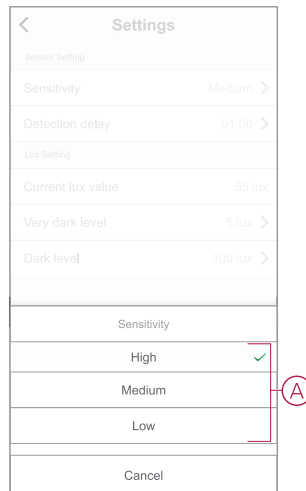 Settings
Sensor Setting
Sensitivity Medium
Detection delay 01:00
Lux Setting
Current lux value 85 lux
Very dark level 5 lux
Dark level 100 lux
Sensitivity
High
Medium
Low
A
Cancel